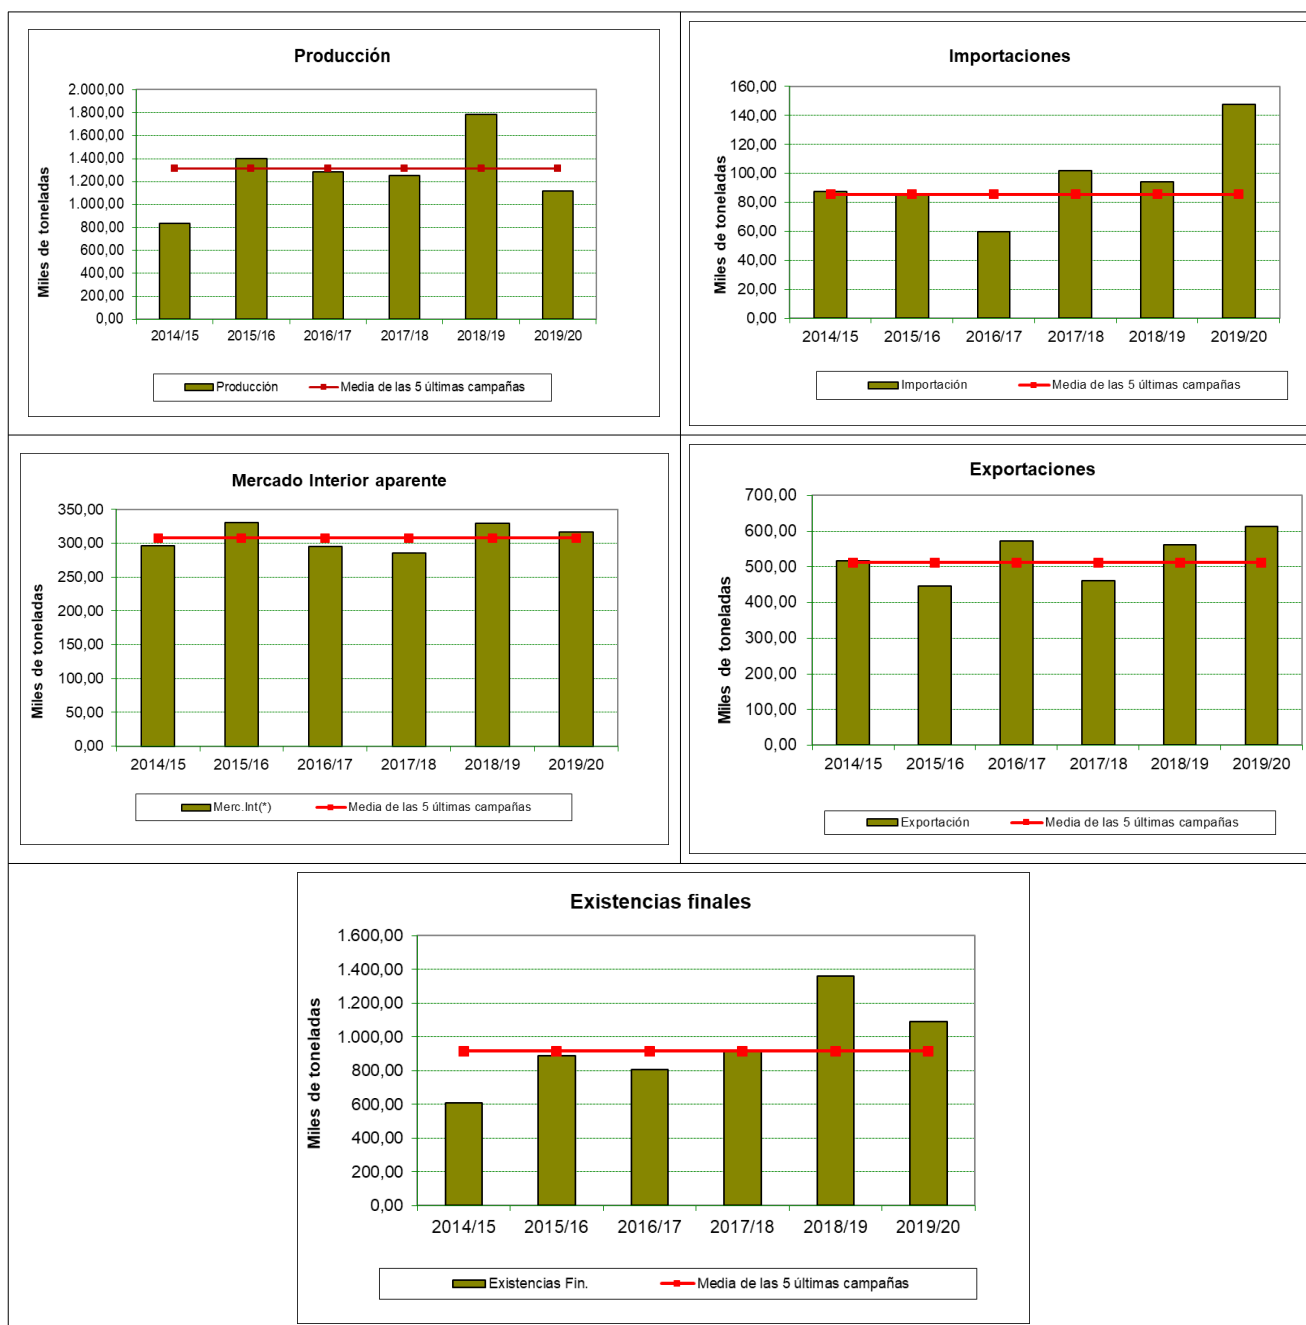 Producción
Miles de toneladas
2.000,00
1.800,00
1.600,00
1.400,00
1.200,00
1.000,00
800,00
600,00
400,00
200,00
0,00
2014/15 2015/16 2016/17 2017/18 2018/19 2019/20
Producción Media de las 5 últimas campañas
Importaciones
Miles de toneladas
160,00
140,00
120,00
100,00
80,00
60,00
40,00
20,00
0,00
2014/15 2015/16 2016/17 2017/18 2018/19 2019/20
Importación Media de las 5 últimas campañas
Mercado Interior aparente
Miles de toneladas
350,00
300,00
250,00
200,00
150,00
100,00
50,00
0,00
2014/15 2015/16 2016/17 2017/18 2018/19 2019/20
Merc.Int(*) Media de las 5 últimas campañas
Exportaciones
Miles de toneladas
700,00
600,00
500,00
400,00
300,00
200,00
100,00
0,00
2014/15 2015/16 2016/17 2017/18 2018/19 2019/20
Exportación Media de las 5 últimas campañas
Existencias finales
Miles de toneladas
1.600,00
1.400,00
1.200,00
1.000,00
800,00
600,00
400,00
200,00
0,00
2014/15 2015/16 2016/17 2017/18 2018/19 2019/20
Existencias Fin. Media de las 5 últimas campañas